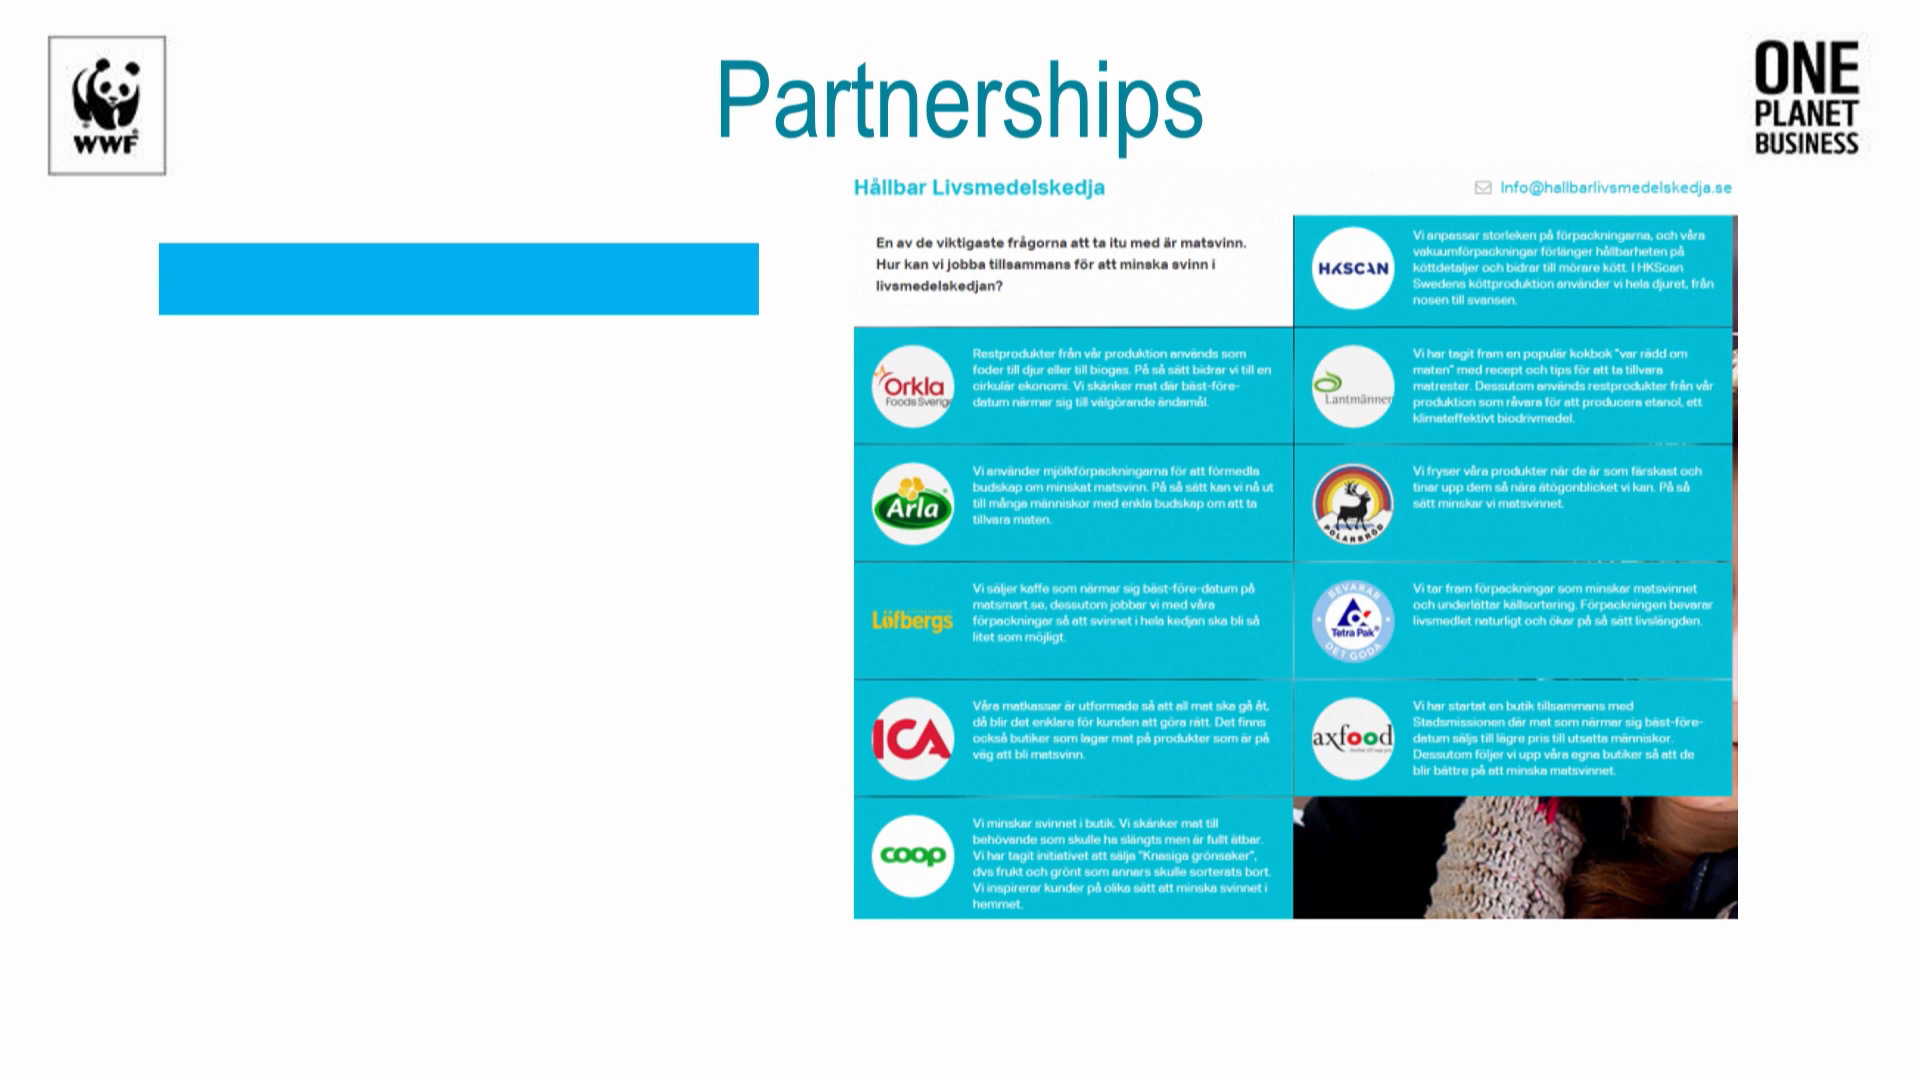 WWF
Partnerships
ONE
PLANET
BUSINESS
Hållbar Livsmedelskedja
Info@hallbarlivsmedelskedja.se
En av de viktigaste frågorna att ta itu med är matsvinn.
Hur kan vi jobba tillsammans för att minska svinn i
livsmedelskedjan?
HKSCAN
Vi anpassar storleken på förpackningarna, och våra
vakuumförpackningar förlänger hållbarheten på
köttdetaljer och bidrar till mörare kött. I HKScan
Swedens köttproduktion använder vi hela djuret, från
nosen till svansen.
Orkla
Foods Sverige
Restprodukter från vår produktion används som
foder till djur eller till biogas. På så sätt bidrar vi till en
cirkulär ekonomi. Vi skänker mat där bäst-före-
datum närmar sig till välgörande ändamål.
Lantmännen
Vi har tagit fram en populär kokbok "var rädd om
maten" med recept och tips för att ta tillvara
matrester. Dessutom används restprodukter från vår
produktion som råvara för att producera etanol, ett
klimateffektivt biodrivmedel.
Arla
Vi använder mjölkförpackningarna för att förmedla
budskap om minskat matsvinn. På så sätt kan vi nå ut
till många människor med enkla budskap om att ta
tillvara maten.
POLARBRÖD
Vi fryser våra produkter när de är som färskast och
tinar upp dem så nära ätögonblicket vi kan. På så
sätt minskar vi matsvinnet.
Löfbergs
Vi säljer kaffe som närmar sig bäst-före-datum på
matsmart.se, dessutom jobbar vi med våra
förpackningar så att svinnet i hela kedjan ska bli så
litet som möjligt.
BEVARAR
Tetra Pak
DET GODA
Vi tar fram förpackningar som minskar matsvinnet
och underlättar källsortering. Förpackningen bevarar
livsmedlet naturligt och ökar på så sätt livslängden.
ICA
Våra matkassar är utformade så att all mat ska gå åt,
då blir det enklare för kunden att göra rätt. Det finns
också butiker som lagar mat på produkter som är på
väg att bli matsvinn.
axfood
Vi har startat en butik tillsammans med
Stadsmissionen där mat som närmar sig bäst-före-
datum säljs till lägre pris till utsatta människor.
Dessutom följer vi upp våra egna butiker så att de
blir bättre på att minska matsvinnet.
coop
Vi minskar svinnet i butik. Vi skänker mat till
behövande som skulle ha slängts men är fullt ätbar.
Vi har tagit initiativet att sälja "Knasiga grönsaker",
dvs frukt och grönt som annars skulle sorterats bort.
Vi inspirerar kunder på olika sätt att minska svinnet i
hemmet.